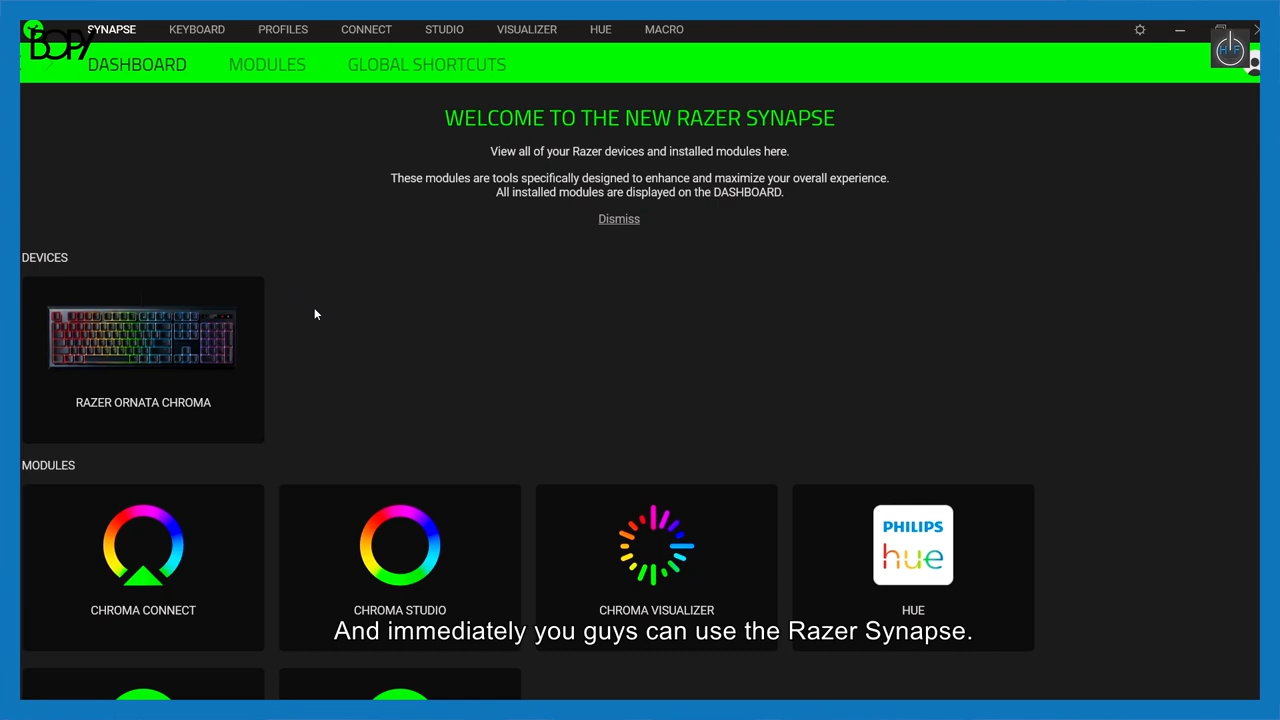 BOPY
SYNAPSE KEYBOARD PROFILES CONNECT STUDIO VISUALIZER HUE MACRO
DASHBOARD MODULES GLOBAL SHORTCUTS
WELCOME TO THE NEW RAZER SYNAPSE
View all of your Razer devices and installed modules here.
These modules are tools specifically designed to enhance and maximize your overall experience.
All installed modules are displayed on the DASHBOARD.
Dismiss
DEVICES
RAZER ORNATA CHROMA
MODULES
PHILIPS
hue
CHROMA CONNECT CHROMA STUDIO CHROMA VISUALIZER HUE
And immediately you guys can use the Razer Synapse.